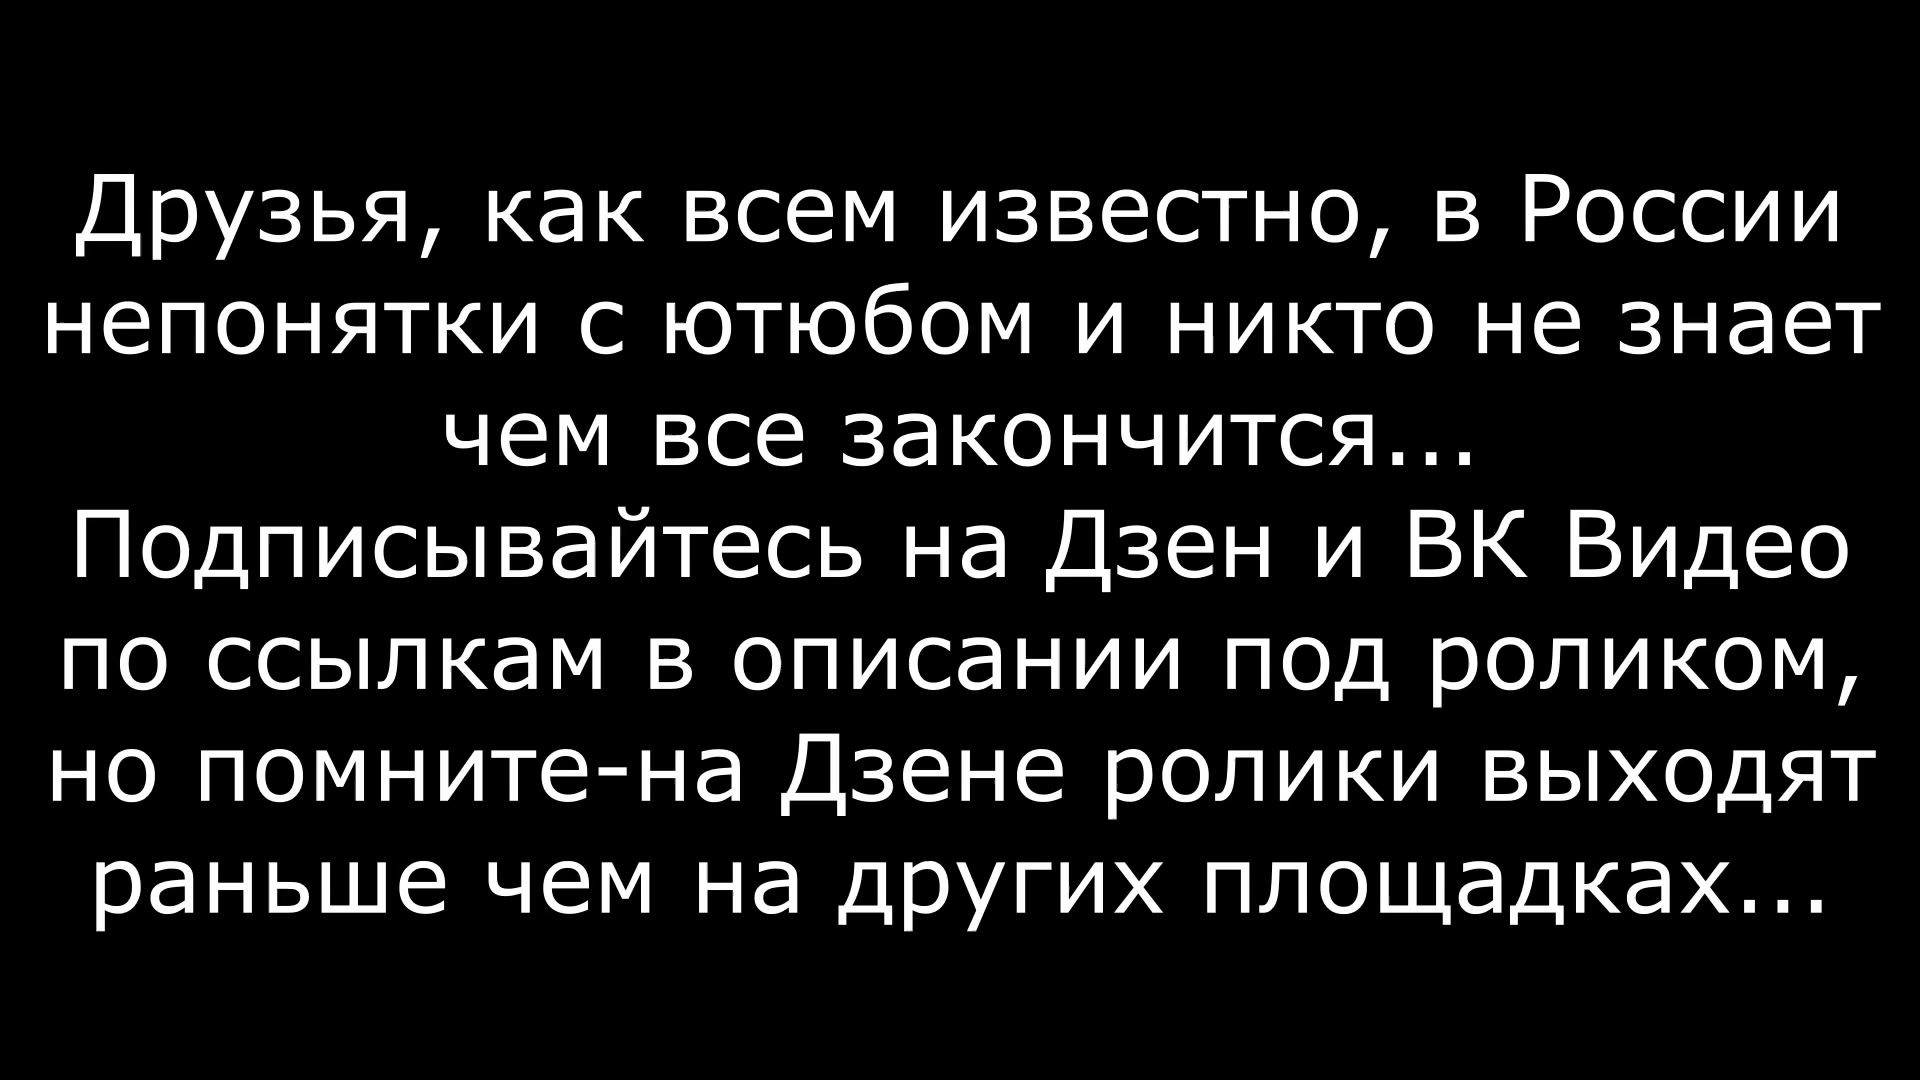 Друзья, как всем известно, в России
непонятки с ютюбом и никто не знает
чем все закончится...
Подписывайтесь на Дзен и ВК Видео
по ссылкам в описании под роликом,
но помните-на Дзене ролики выходят
раньше чем на других площадках...